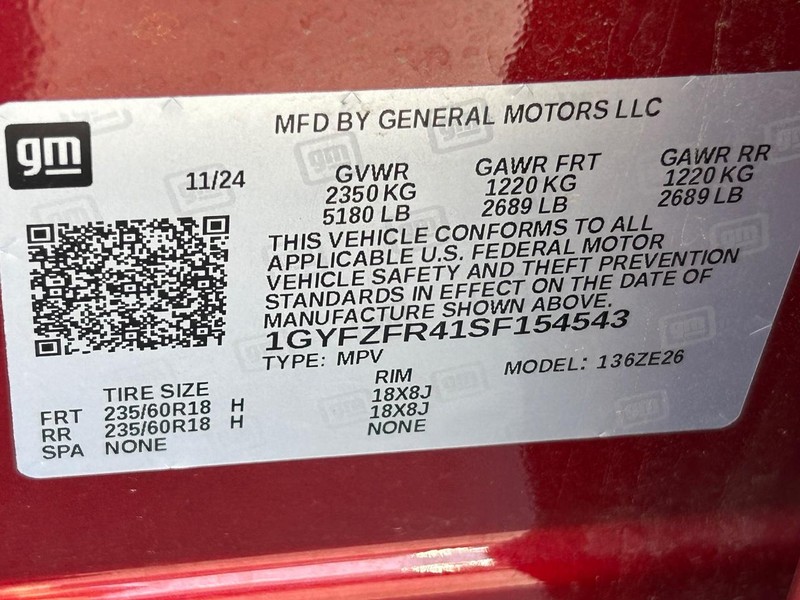 gm
MFD BY GENERAL MOTORS LLC
11/24
GVWR GAWR FRT GAWR RR
2350 KG 1220 KG 1220 KG
5180 LB 2689 LB 2689 LB
THIS VEHICLE CONFORMS TO ALL
APPLICABLE U.S. FEDERAL MOTOR
VEHICLE SAFETY AND THEFT PREVENTION
STANDARDS IN EFFECT ON THE DATE OF
MANUFACTURE SHOWN ABOVE.
1GYFZFR41SF154543
TYPE: MPV MODEL: 136ZE26
TIRE SIZE RIM
FRT 235/60R18 H 18X8J
RR 235/60R18 H 18X8J
SPA NONE NONE